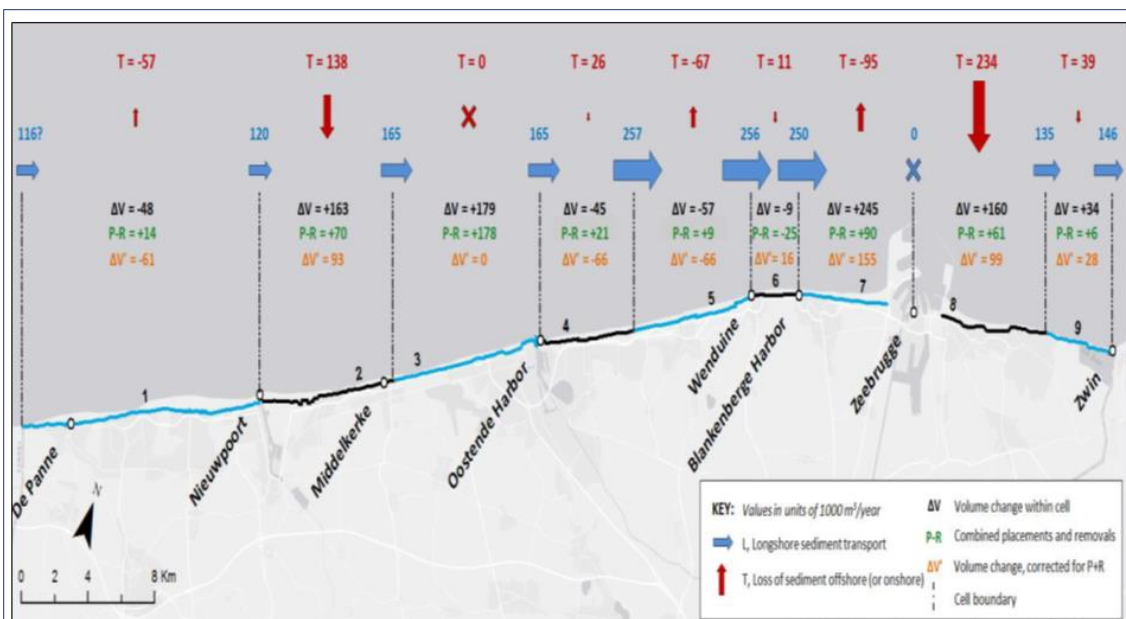 T = -57 T = 138 T = 0 T = 26 T = -67 T = 11 T = -95 T = 234 T = 39
116? 120 165 165 257 256 250 0 135 146
ΔV = -48 ΔV = +163 ΔV = +179 ΔV = -45 ΔV = -57 ΔV = -9 ΔV = +245 ΔV = +160 ΔV = +34
P-R = +14 P-R = +70 P-R = +178 P-R = +21 P-R = +9 P-R = -25 P-R = +90 P-R = +61 P-R = +6
ΔV' = -61 ΔV' = 93 ΔV' = 0 ΔV' = -66 ΔV' = -66 ΔV' = 16 ΔV' = 155 ΔV' = 99 ΔV' = 28
1 2 3 4 5 6 7 8 9
De Panne
Nieuwpoort
Middelkerke
Oostende Harbor
Wenduine
Blankenberge Harbor
Zeebrugge
Zwin
N
0 2 4 8 Km
KEY: Values in units of 1000 m³/year
L, Longshore sediment transport
T, Loss of sediment offshore (or onshore)
ΔV Volume change within cell
P-R Combined placements and removals
ΔV' Volume change, corrected for P+R
Cell boundary